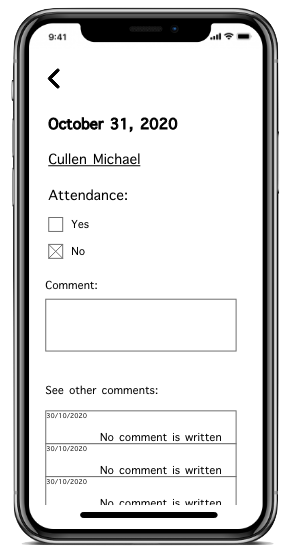 9:41
October 31, 2020
Cullen Michael
Attendance:
Yes
No
Comment:
See other comments:
30/10/2020
No comment is written
30/10/2020
No comment is written
30/10/2020
No comment is written